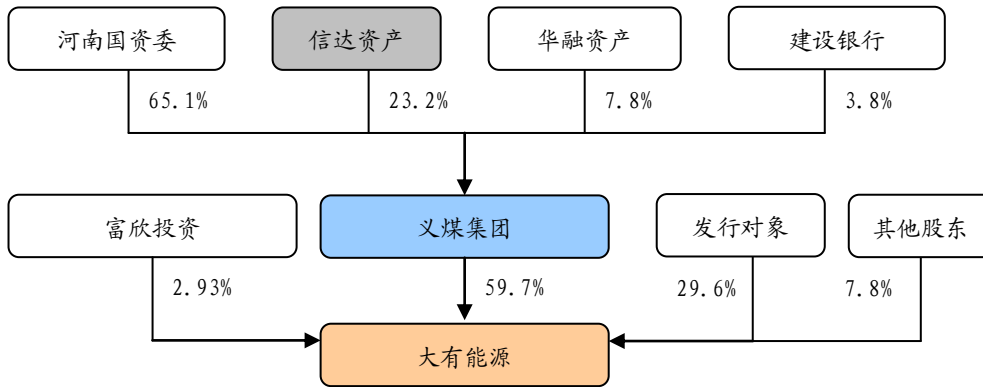 河南国资委 信达资产 华融资产 建设银行
65.1% 23.2% 7.8% 3.8%
富欣投资 义煤集团 发行对象 其他股东
2.93% 59.7% 29.6% 7.8%
大有能源